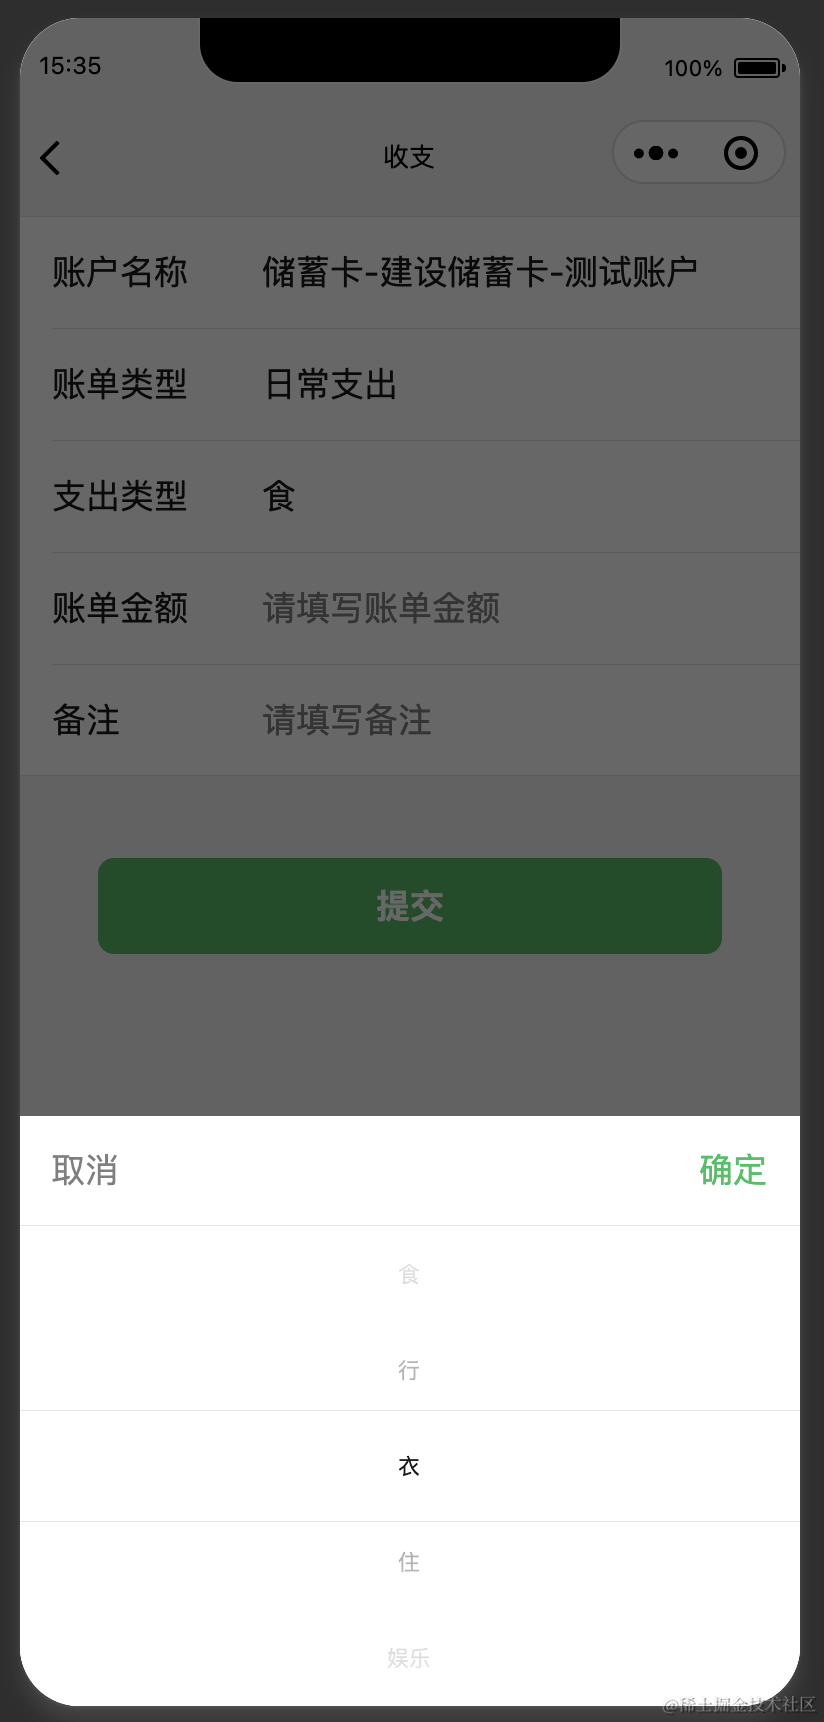 15:35
100%
收支
账户名称 储蓄卡-建设储蓄卡-测试账户
账单类型 日常支出
支出类型 食
账单金额 请填写账单金额
备注 请填写备注
提交
取消 确定
食
行
衣
住
娱乐
@稀土掘金技术社区